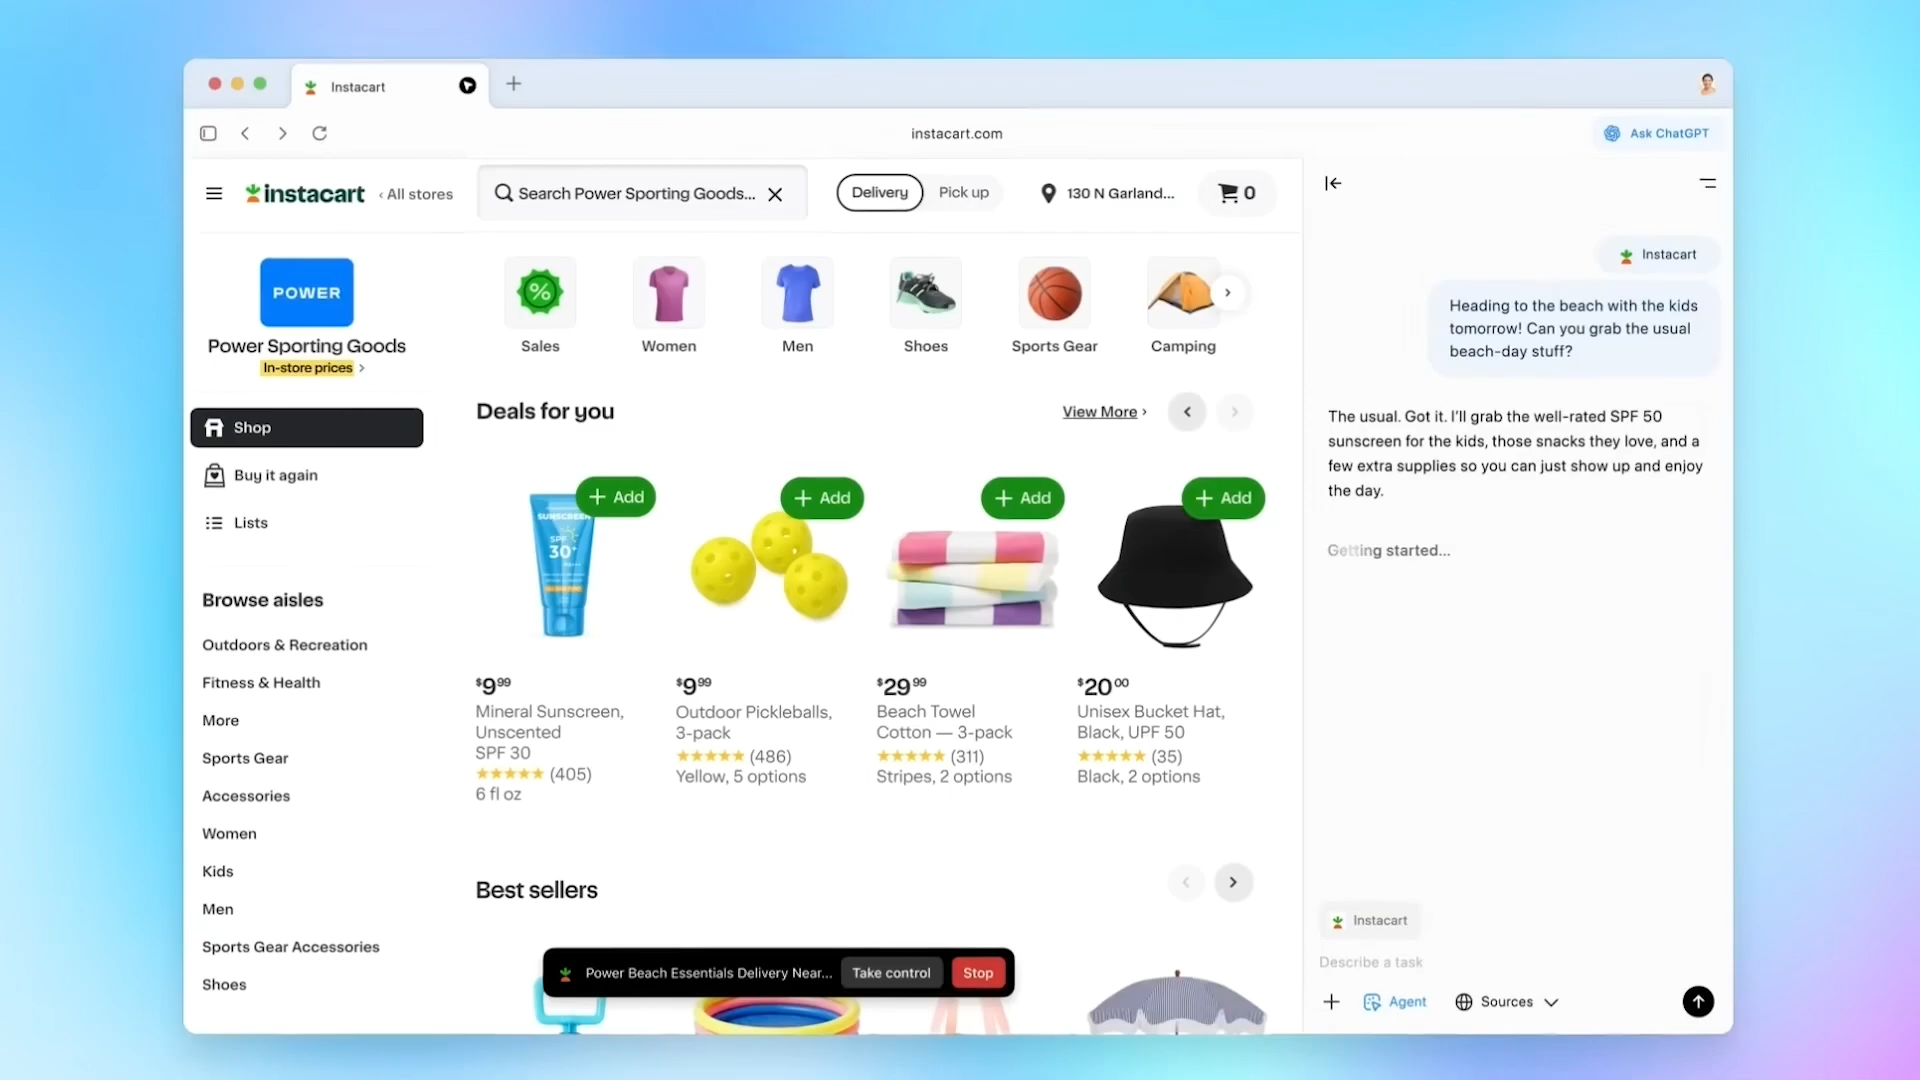 Instacart
instacart.com
Ask ChatGPT
instacart
All stores
Search Power Sporting Goods...
Delivery
Pick up
130 N Garland...
0
POWER
Power Sporting Goods
In-store prices
Shop
Buy it again
Lists
Browse aisles
Outdoors & Recreation
Fitness & Health
More
Sports Gear
Accessories
Women
Kids
Men
Sports Gear Accessories
Shoes
%
Sales
Women
Men
Shoes
Sports Gear
Camping
Deals for you
View More
Add
Add
Add
Add
SUNSCREEN
SPF
30+
PA+++
$9.99
Mineral Sunscreen,
Unscented
SPF 30
(405)
6 fl oz
$9.99
Outdoor Pickleballs,
3-pack
(486)
Yellow, 5 options
$29.99
Beach Towel
Cotton — 3-pack
(311)
Stripes, 2 options
$20.00
Unisex Bucket Hat,
Black, UPF 50
(35)
Black, 2 options
Best sellers
Power Beach Essentials Delivery Near...
Take control
Stop
Instacart
Heading to the beach with the kids
tomorrow! Can you grab the usual
beach-day stuff?
The usual. Got it. I'll grab the well-rated SPF 50
sunscreen for the kids, those snacks they love, and a
few extra supplies so you can just show up and enjoy
the day.
Getting started...
Instacart
Describe a task
Agent
Sources